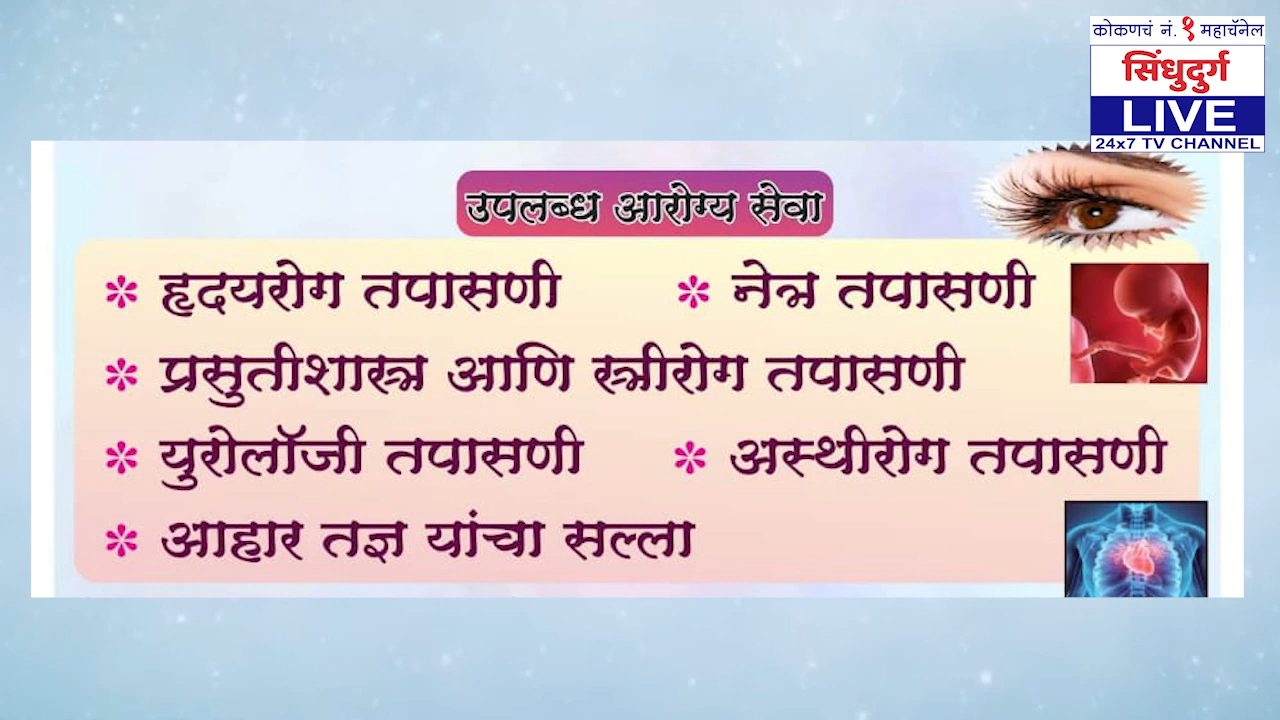 कोकणचं नं. १ महाचॅनेल
सिंधुदुर्ग
LIVE
24x7 TV CHANNEL
उपलब्ध आरोग्य सेवा
* हृदयरोग तपासणी * नेत्र तपासणी
* प्रसुतीशास्त्र आणि स्त्रीरोग तपासणी
* युरोलॉजी तपासणी * अस्थीरोग तपासणी
* आहार तज्ञ यांचा सल्ला